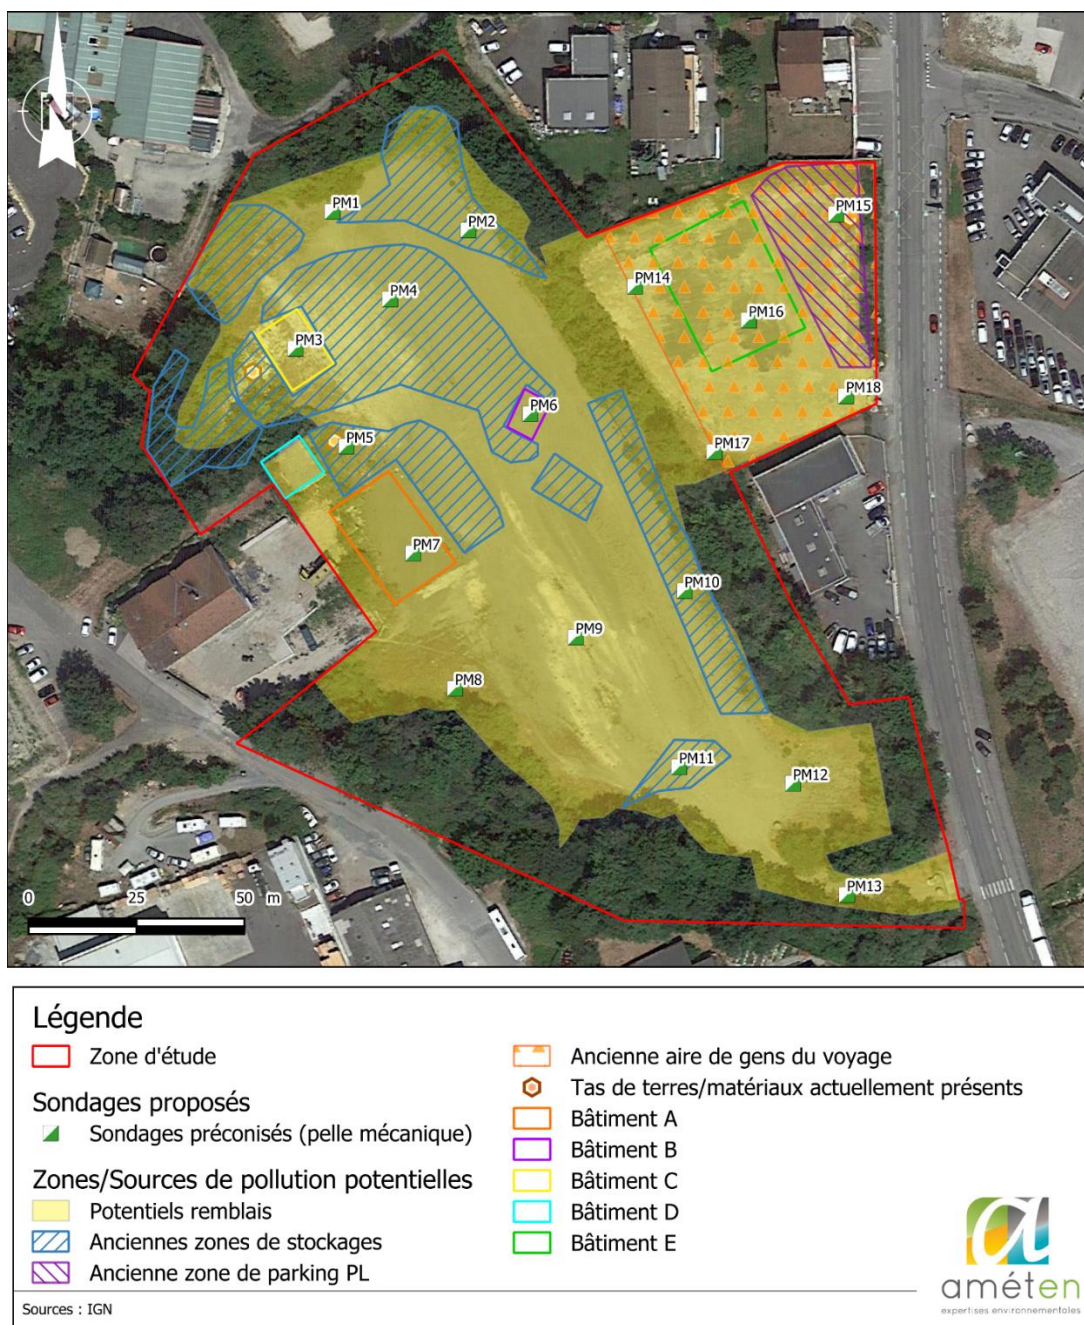 N
PM1
PM2
PM15
PM14
PM4
PM16
PM3
PM18
PM6
PM5
PM17
PM7
PM10
PM9
PM8
PM11
PM12
PM13
0 25 50 m
Légende
Zone d'étude
Sondages proposés
Sondages préconisés (pelle mécanique)
Zones/Sources de pollution potentielles
Potentiels remblais
Anciennes zones de stockages
Ancienne zone de parking PL
Ancienne aire de gens du voyage
Tas de terres/matériaux actuellement présents
Bâtiment A
Bâtiment B
Bâtiment C
Bâtiment D
Bâtiment E
Sources : IGN
a
améten
expertises environnementales